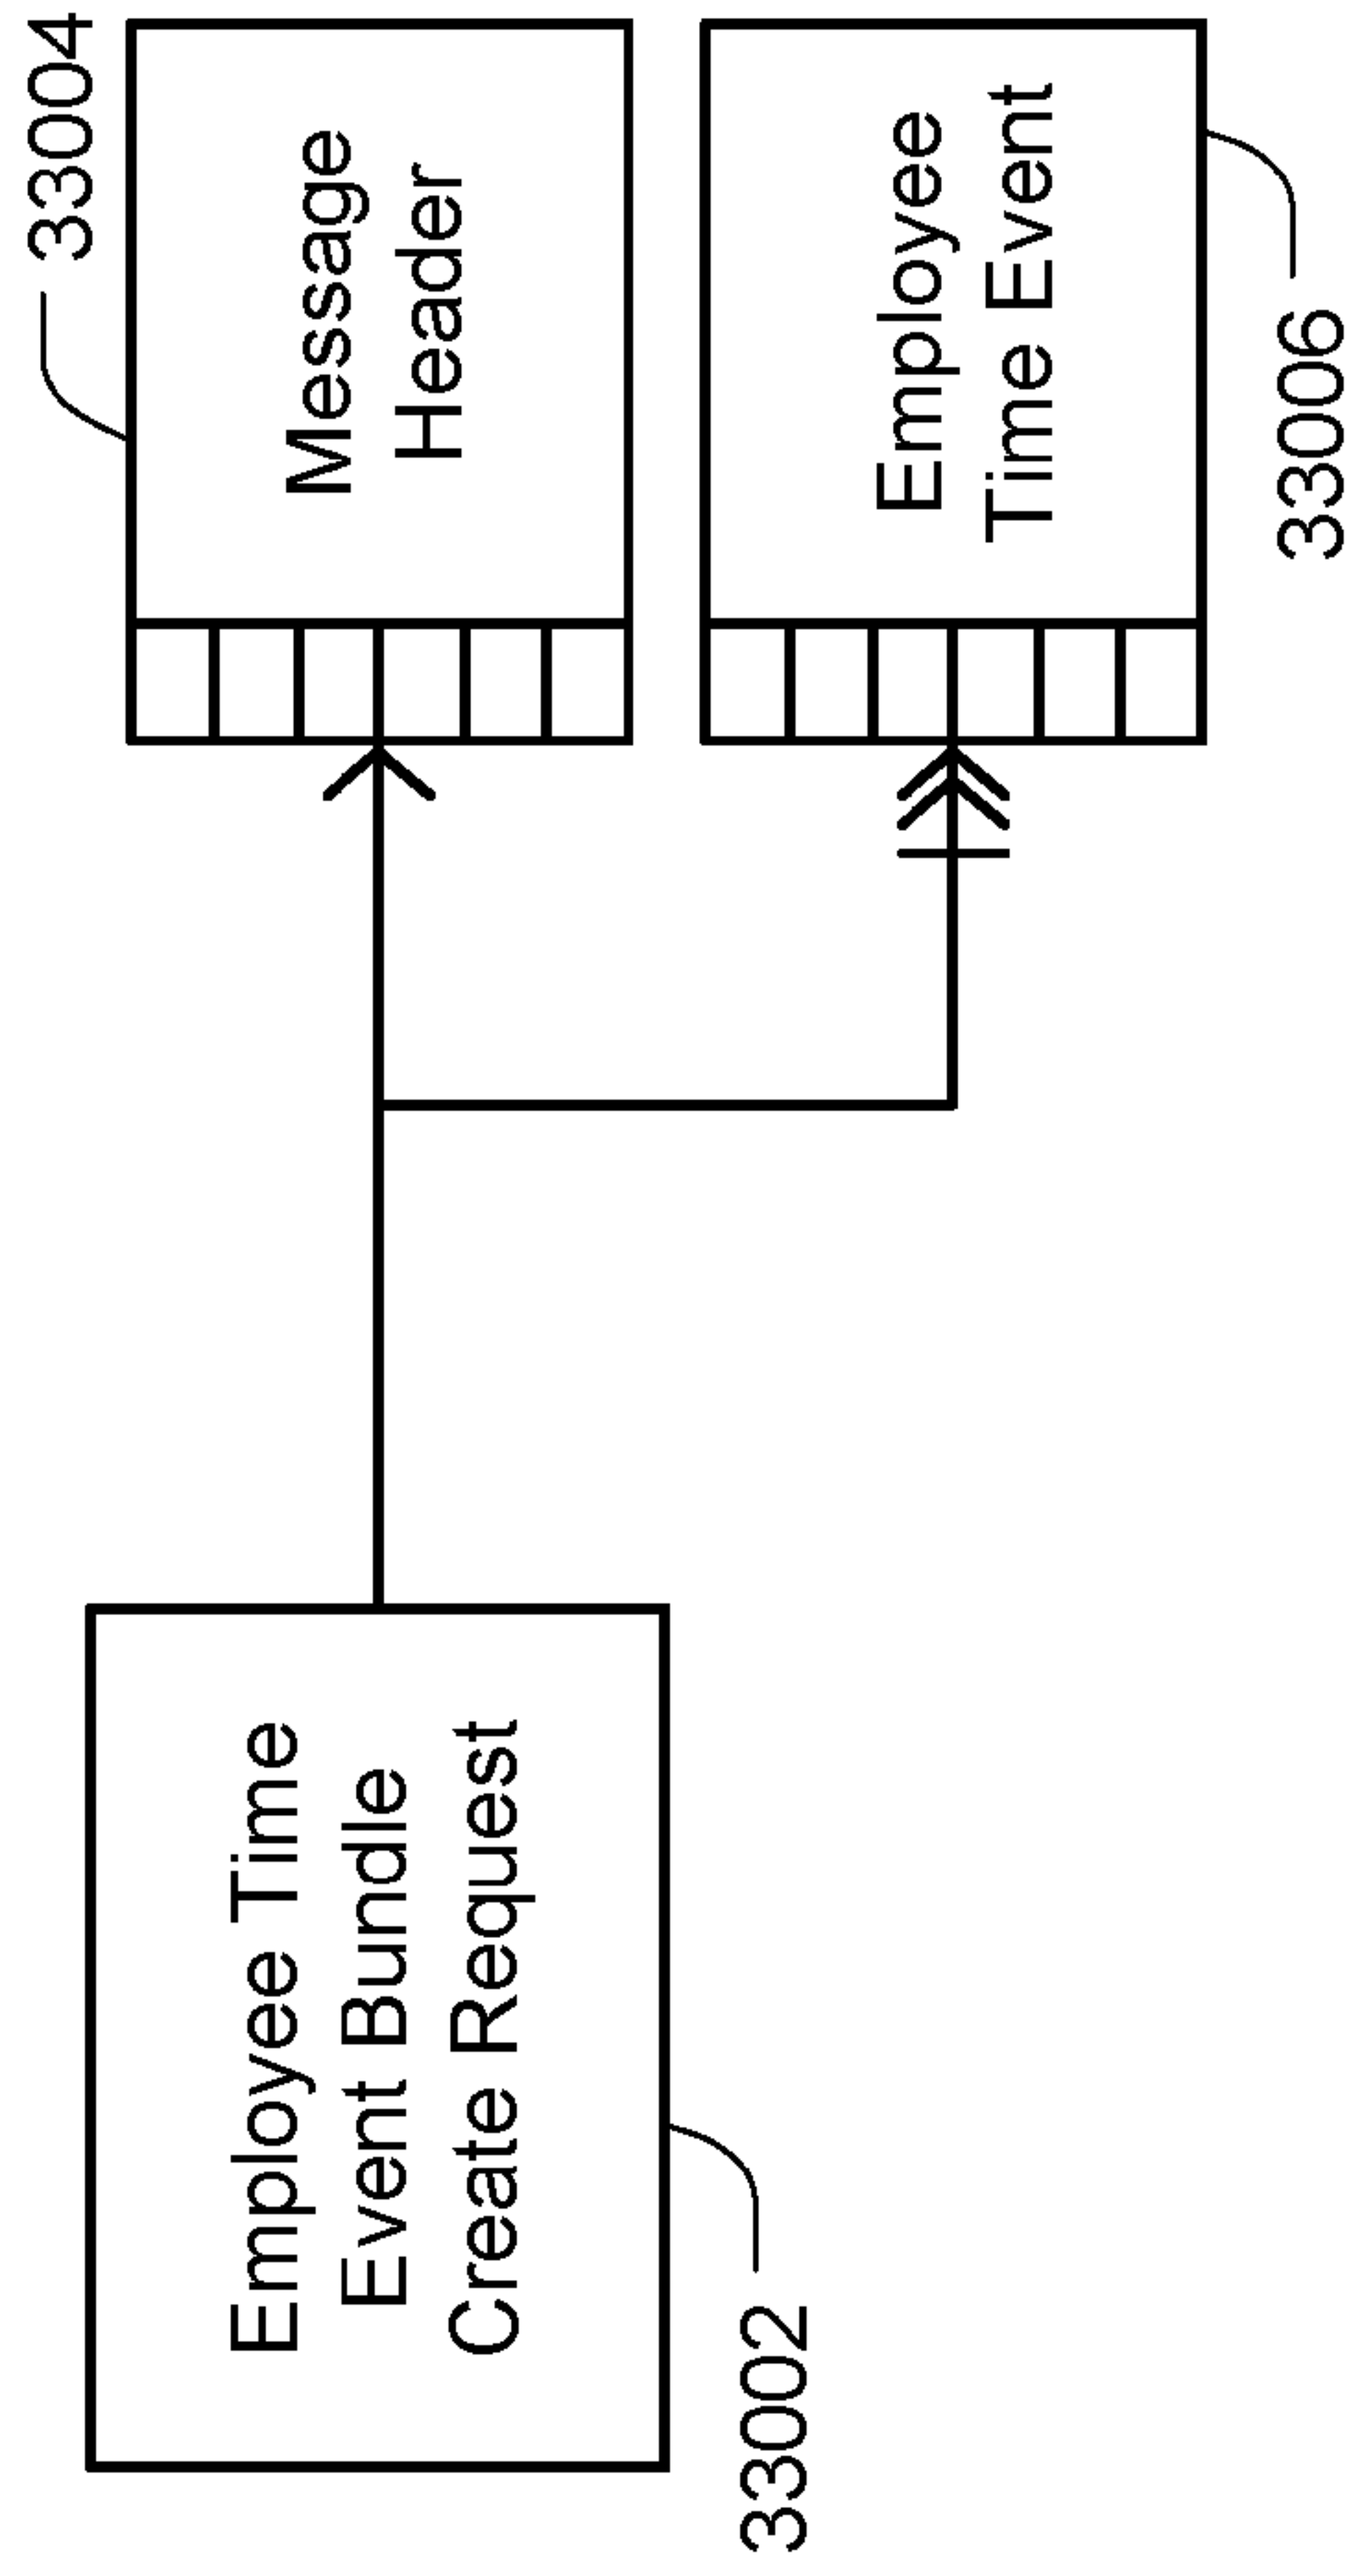 Employee Time
Event Bundle
Create Request
33002
Message
Header
33004
Employee
Time Event
33006